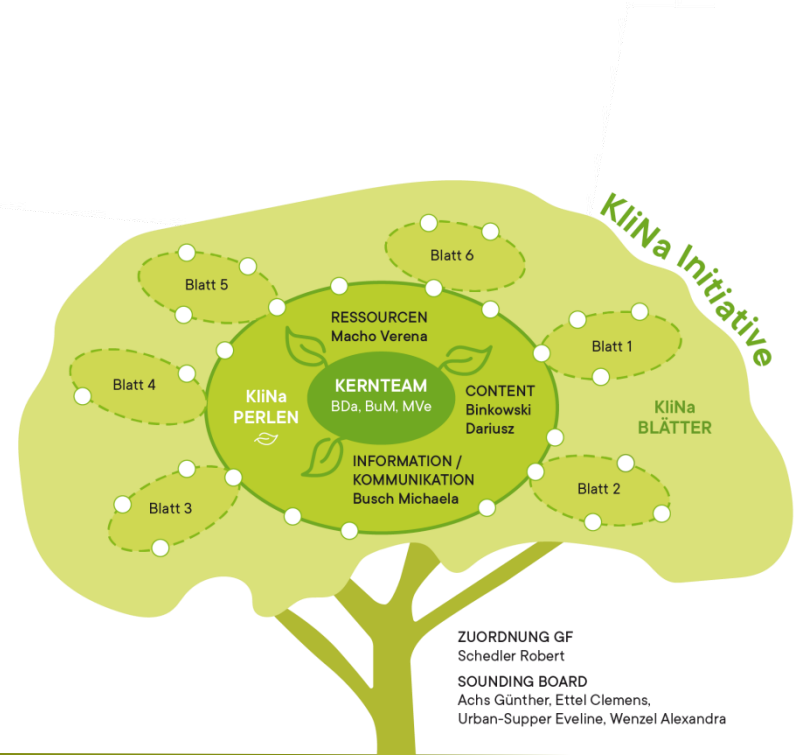 KliNa Initiative
Blatt 6
Blatt 5
RESSOURCEN
Macho Verena
Blatt 1
Blatt 4
KERNTEAM
BDa, BuM, MVe
KliNa
PERLEN
CONTENT
Binkowski
Dariusz
KliNa
BLÄTTER
INFORMATION /
KOMMUNIKATION
Busch Michaela
Blatt 2
Blatt 3
ZUORDNUNG GF
Schedler Robert
SOUNDING BOARD
Achs Günther, Ettel Clemens,
Urban-Supper Eveline, Wenzel Alexandra